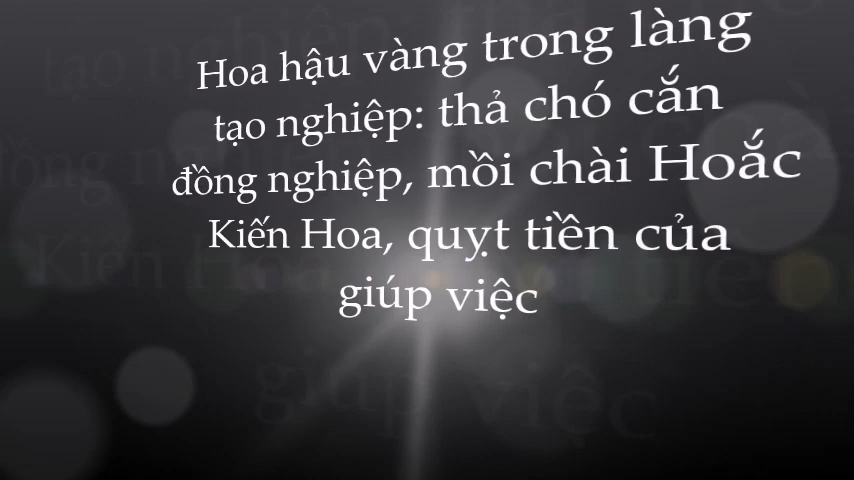 Hoa hậu vàng trong làng
tạo nghiệp: thả chó cắn
đồng nghiệp, mồi chài Hoắc
Kiến Hoa, quỵt tiền của
giúp việc